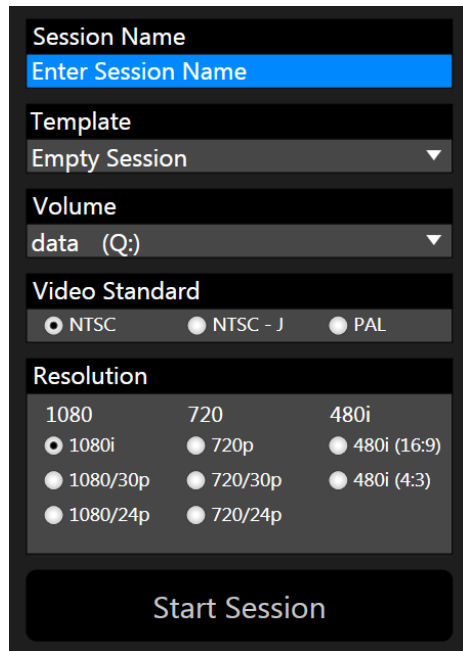 Session Name
Enter Session Name
Template
Empty Session
Volume
data (Q:)
Video Standard
NTSC NTSC - J PAL
Resolution
1080 720 480i
1080i 720p 480i (16:9)
1080/30p 720/30p 480i (4:3)
1080/24p 720/24p
Start Session